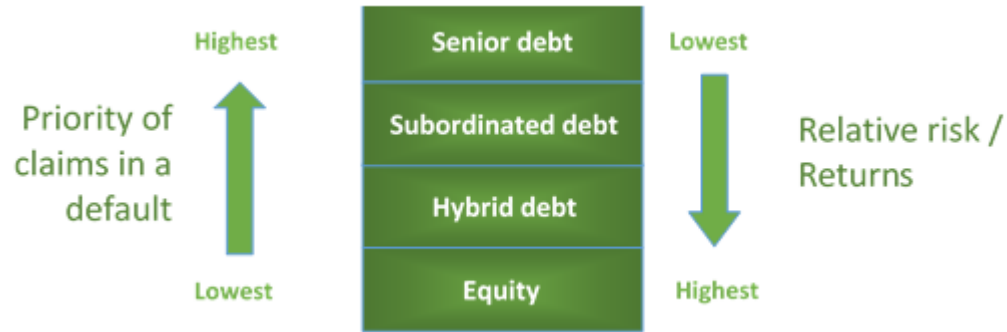 Highest
Senior debt
Lowest
Priority of
claims in a
default
Subordinated debt
Relative risk /
Returns
Hybrid debt
Lowest
Equity
Highest